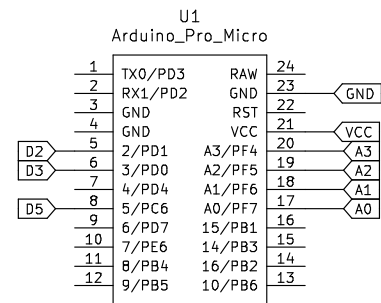 U1
Arduino_Pro_Micro
1 TX0/PD3 RAW 24
2 RX1/PD2 GND 23 GND
3 GND RST 22
4 GND VCC 21 VCC
D2 5 2/PD1 A3/PF4 20 A3
D3 6 3/PD0 A2/PF5 19 A2
7 4/PD4 A1/PF6 18 A1
D5 8 5/PC6 A0/PF7 17 A0
9 6/PD7 15/PB1 16
10 7/PE6 14/PB3 15
11 8/PB4 16/PB2 14
12 9/PB5 10/PB6 13